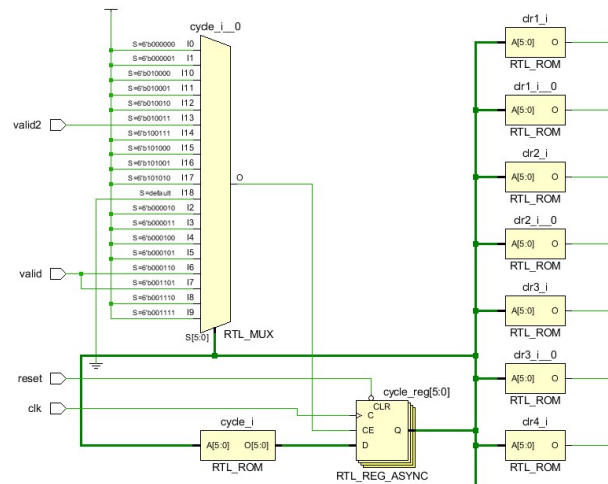 cycle_i__0
S=6'b000000 I0
S=6'b000001 I1
S=6'b010000 I10
S=6'b010001 I11
S=6'b010010 I12
S=6'b010011 I13
S=6'b100111 I14
S=6'b101000 I15
S=6'b101001 I16
S=6'b101010 I17
S=default I18
S=6'b000010 I2
S=6'b000011 I3
S=6'b000100 I4
S=6'b000101 I5
S=6'b000110 I6
S=6'b001101 I7
S=6'b001110 I8
S=6'b001111 I9
O
S[5:0]
RTL_MUX
valid2
valid
reset
clk
cycle_i
A[5:0] O[5:0]
RTL_ROM
cycle_reg[5:0]
CLR
C
CE
D
Q
RTL_REG_ASYNC
clr1_i
A[5:0] O
RTL_ROM
clr1_i__0
A[5:0] O
RTL_ROM
clr2_i
A[5:0] O
RTL_ROM
clr2_i__0
A[5:0] O
RTL_ROM
clr3_i
A[5:0] O
RTL_ROM
clr3_i__0
A[5:0] O
RTL_ROM
clr4_i
A[5:0] O
RTL_ROM